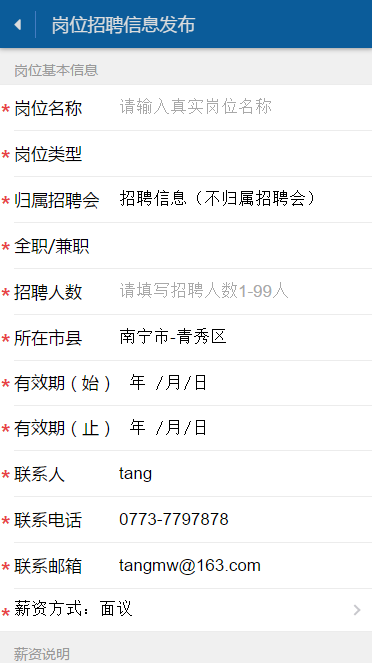 岗位招聘信息发布
岗位基本信息
* 岗位名称 请输入真实岗位名称
* 岗位类型
* 归属招聘会 招聘信息（不归属招聘会）
* 全职/兼职
* 招聘人数 请填写招聘人数1-99人
* 所在市县 南宁市-青秀区
* 有效期（始） 年 /月/日
* 有效期（止） 年 /月/日
* 联系人 tang
* 联系电话 0773-7797878
* 联系邮箱 tangmw@163.com
* 薪资方式：面议
薪资说明